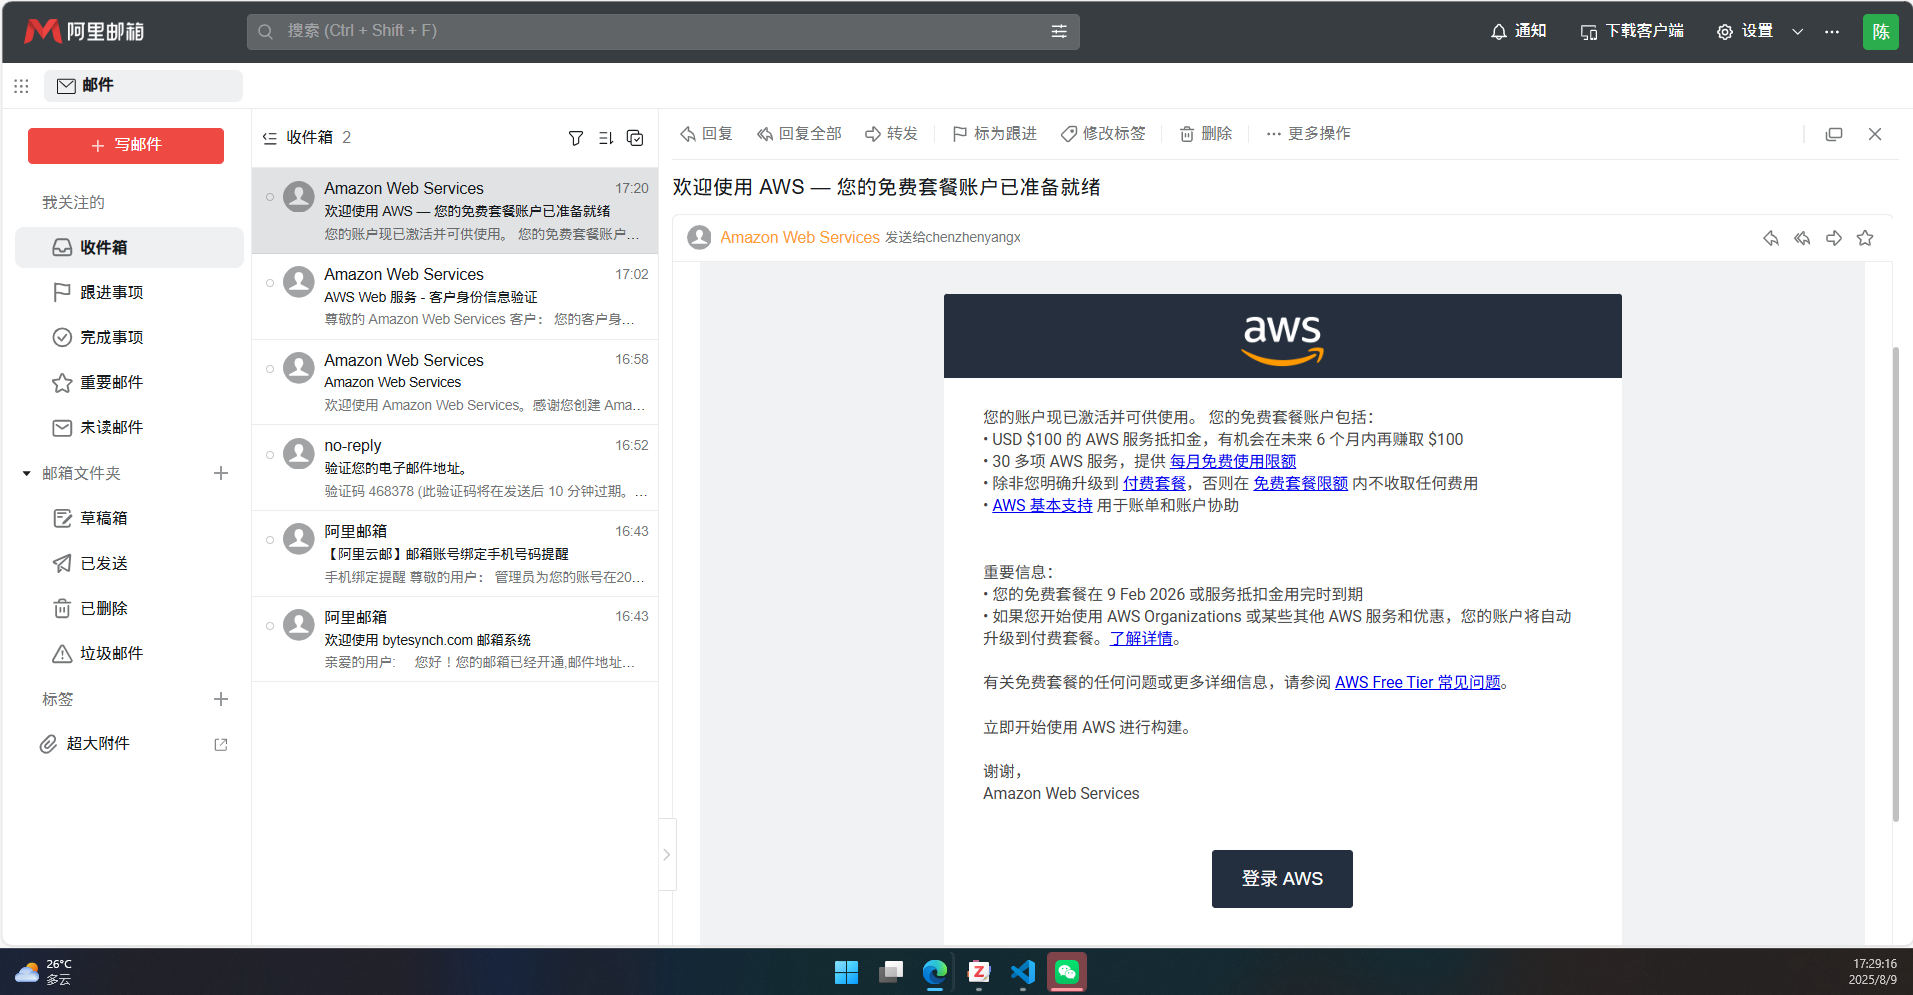 阿里邮箱
搜索 (Ctrl + Shift + F)
通知
下载客户端
设置
陈
邮件
写邮件
我关注的
收件箱
跟进事项
完成事项
重要邮件
未读邮件
邮箱文件夹
草稿箱
已发送
已删除
垃圾邮件
标签
超大附件
收件箱 2
Amazon Web Services 17:20
欢迎使用 AWS — 您的免费套餐账户已准备就绪
您的账户现已激活并可供使用。 您的免费套餐账户…
Amazon Web Services 17:02
AWS Web 服务 - 客户身份信息验证
尊敬的 Amazon Web Services 客户： 您的客户身…
Amazon Web Services 16:58
Amazon Web Services
欢迎使用 Amazon Web Services。感谢您创建 Ama…
no-reply 16:52
验证您的电子邮件地址。
验证码 468378 (此验证码将在发送后 10 分钟过期。…
阿里邮箱 16:43
【阿里云邮】邮箱账号绑定手机号码提醒
手机绑定提醒 尊敬的用户： 管理员为您的账号在20…
阿里邮箱 16:43
欢迎使用 bytesynch.com 邮箱系统
亲爱的用户: 您好！您的邮箱已经开通,邮件地址…
回复 回复全部 转发 标为跟进 修改标签 删除 更多操作
欢迎使用 AWS — 您的免费套餐账户已准备就绪
Amazon Web Services 发送给chenzhenyangx
aws
您的账户现已激活并可供使用。 您的免费套餐账户包括：
• USD $100 的 AWS 服务抵扣金，有机会在未来 6 个月内再赚取 $100
• 30 多项 AWS 服务，提供 每月免费使用限额
• 除非您明确升级到 付费套餐，否则在 免费套餐限额 内不收取任何费用
• AWS 基本支持 用于账单和账户协助
重要信息：
• 您的免费套餐在 9 Feb 2026 或服务抵扣金用完时到期
• 如果您开始使用 AWS Organizations 或某些其他 AWS 服务和优惠，您的账户将自动
升级到付费套餐。了解详情。
有关免费套餐的任何问题或更多详细信息，请参阅 AWS Free Tier 常见问题。
立即开始使用 AWS 进行构建。
谢谢，
Amazon Web Services
登录 AWS
26°C
多云
17:29:16
2025/8/9